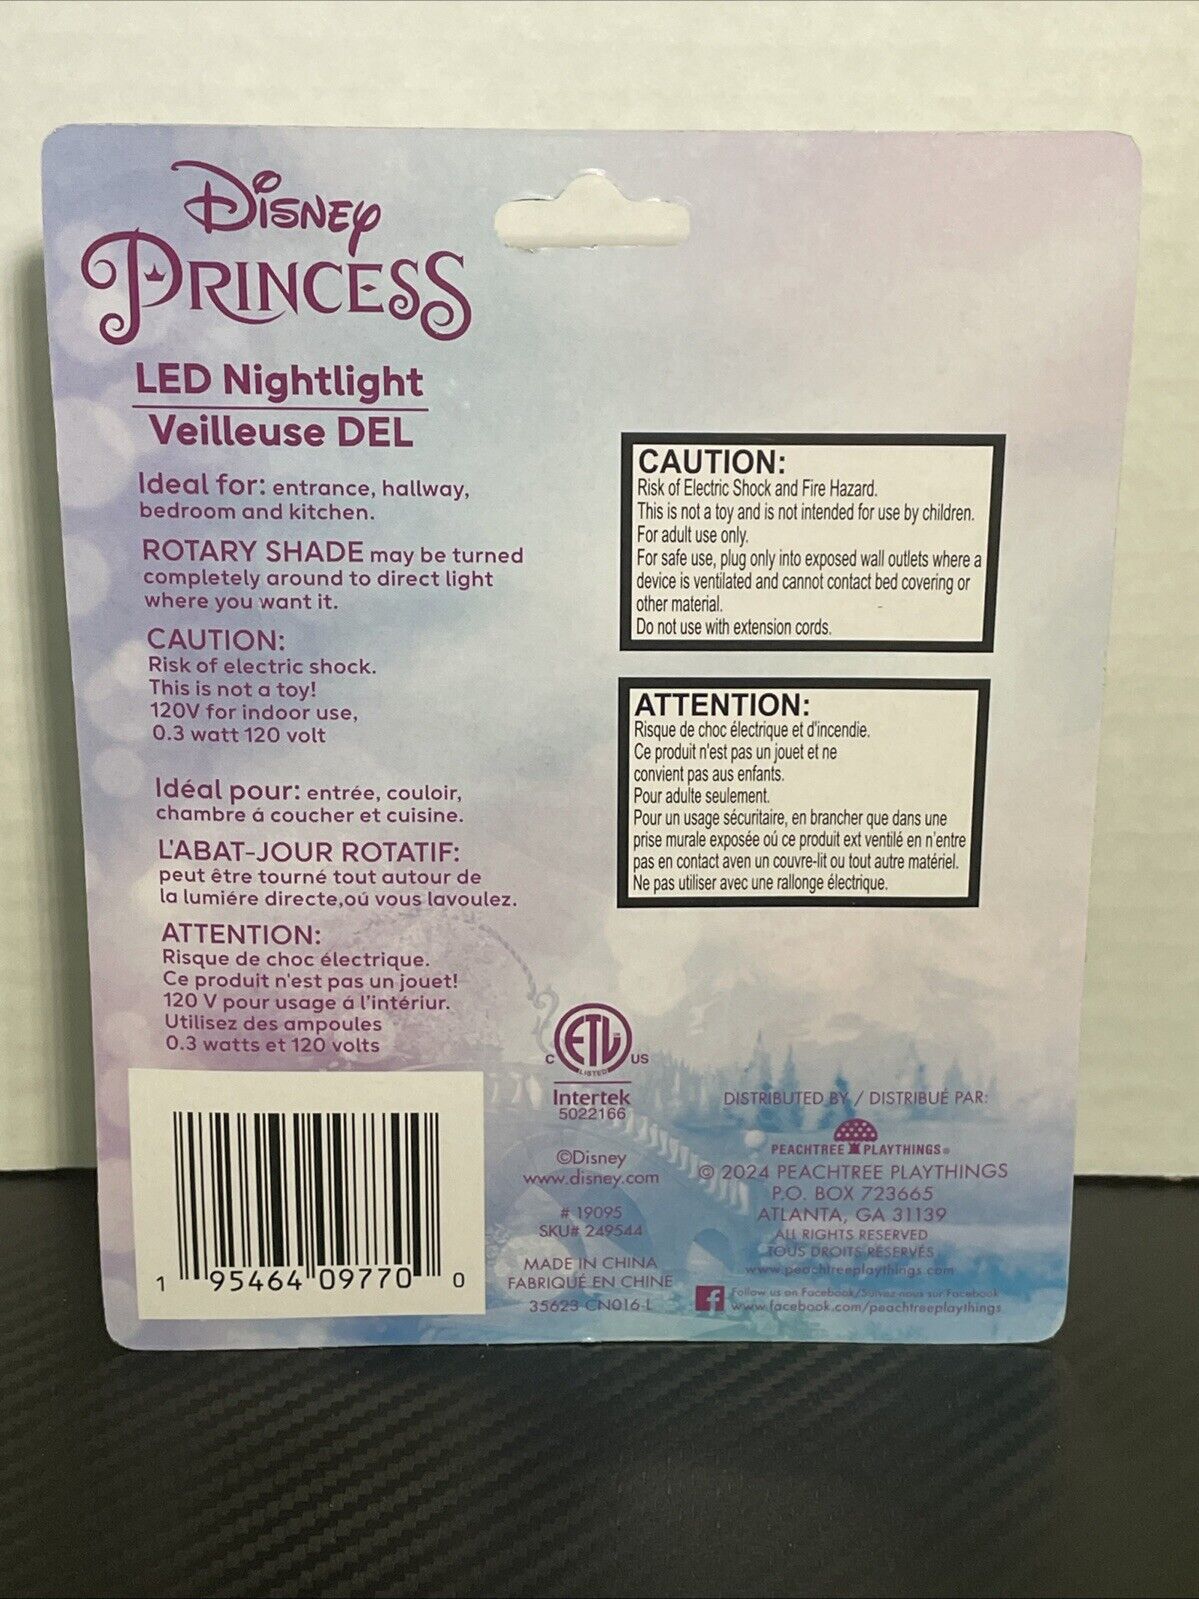 DISNEY
PRINCESS
LED Nightlight
Veilleuse DEL
Ideal for: entrance, hallway,
bedroom and kitchen.
ROTARY SHADE may be turned
completely around to direct light
where you want it.
CAUTION:
Risk of electric shock.
This is not a toy!
120V for indoor use,
0.3 watt 120 volt
Idéal pour: entrée, couloir,
chambre á coucher et cuisine.
L'ABAT-JOUR ROTATIF:
peut être tourné tout autour de
la lumiére directe,oú vous lavoulez.
ATTENTION:
Risque de choc électrique.
Ce produit n'est pas un jouet!
120 V pour usage á l'intériur.
Utilisez des ampoules
0.3 watts et 120 volts
1 95464 09770 0
CAUTION:
Risk of Electric Shock and Fire Hazard.
This is not a toy and is not intended for use by children.
For adult use only.
For safe use, plug only into exposed wall outlets where a
device is ventilated and cannot contact bed covering or
other material.
Do not use with extension cords.
ATTENTION:
Risque de choc électrique et d'incendie.
Ce produit n'est pas un jouet et ne
convient pas aus enfants.
Pour adulte seulement.
Pour un usage sécuritaire, en brancher que dans une
prise murale exposée oú ce produit ext ventilé en n'entre
pas en contact aven un couvre-lit ou tout autre matériel.
Ne pas utiliser avec une rallonge électrique.
C ETL US
LISTED
Intertek
5022166
©Disney
www.disney.com
# 19095
SKU# 249544
MADE IN CHINA
FABRIQUÉ EN CHINE
35623-CN016-L
DISTRIBUTED BY / DISTRIBUÉ PAR:
PEACHTREE PLAYTHINGS®
© 2024 PEACHTREE PLAYTHINGS
P.O. BOX 723665
ATLANTA, GA 31139
ALL RIGHTS RESERVED
TOUS DROITS RÉSERVÉS
www.peachtreeplaythings.com
Follow us on Facebook/Suivez-nous sur Facebook
www.facebook.com/peachtreeplaythings